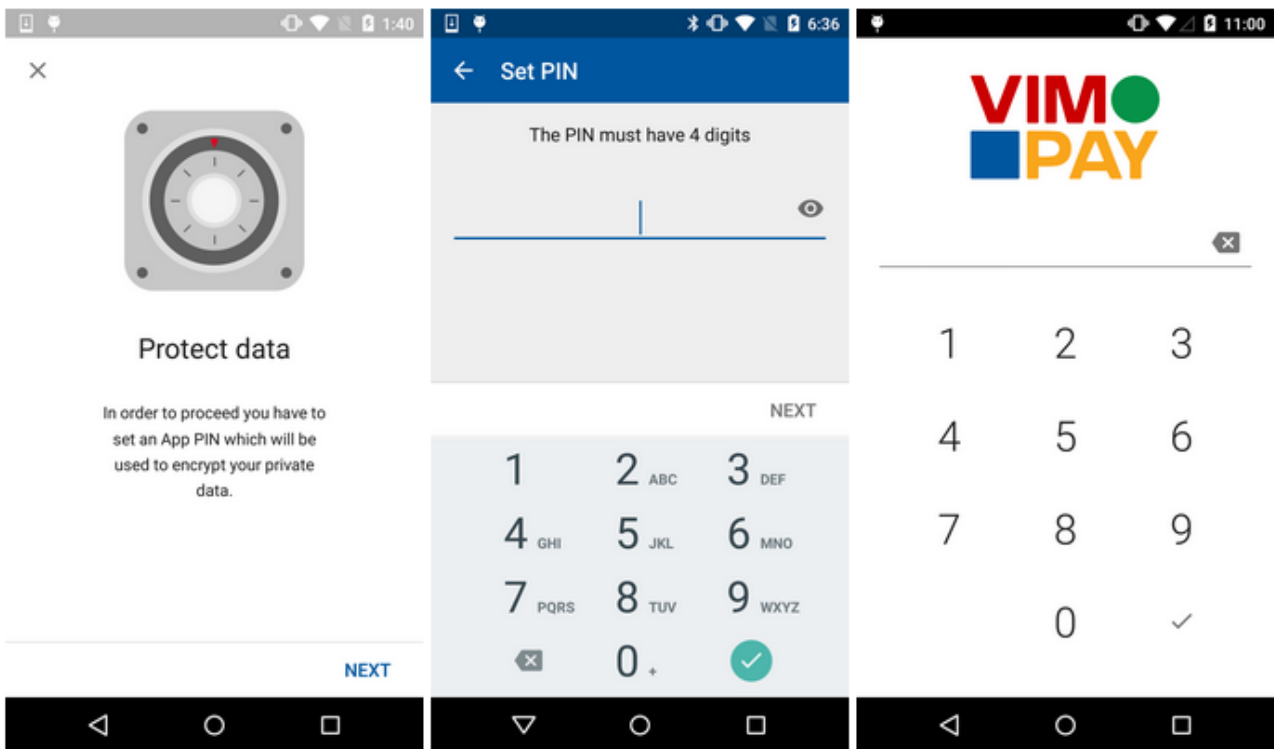 1:40
Protect data
In order to proceed you have to
set an App PIN which will be
used to encrypt your private
data.
NEXT
6:36
Set PIN
The PIN must have 4 digits
NEXT
1 2 ABC 3 DEF
4 GHI 5 JKL 6 MNO
7 PQRS 8 TUV 9 WXYZ
0 +
11:00
VIMO
PAY
1 2 3
4 5 6
7 8 9
0